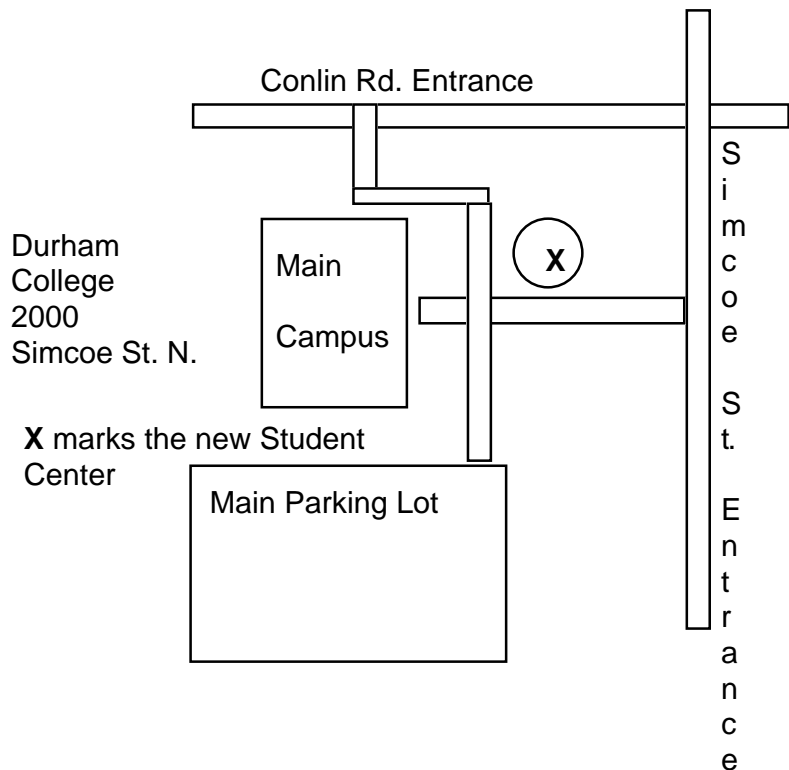 Conlin Rd. Entrance
Durham
College
2000
Simcoe St. N.
Main
Campus
X
X marks the new Student
Center
Main Parking Lot
S
i
m
c
o
e
S
t.
E
n
t
r
a
n
c
e